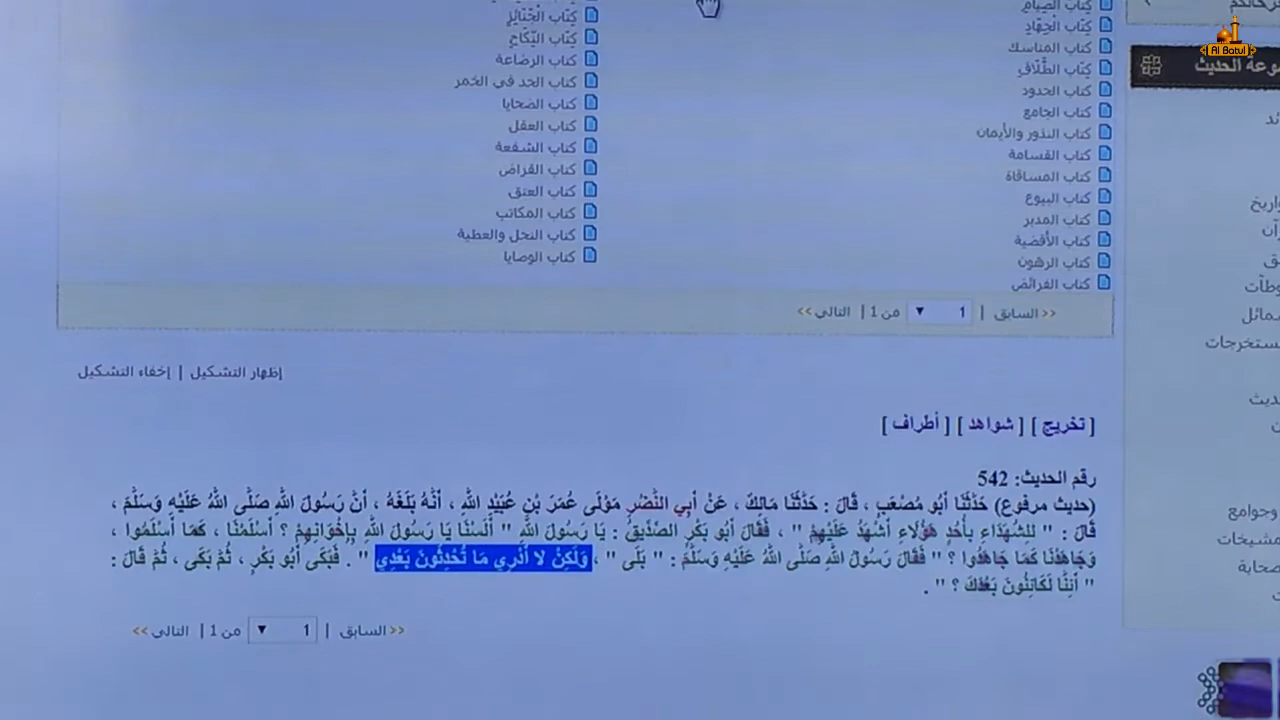 Al Batul
كتاب الصيام
كتاب الجهاد
كتاب المناسك
كتاب الطلاق
كتاب الحدود
كتاب الجامع
كتاب النذور والأيمان
كتاب القسامة
كتاب المساقاة
كتاب البيوع
كتاب المدبر
كتاب الأقضية
كتاب الرهون
كتاب الفرائض
كتاب الجنائز
كتاب النكاح
كتاب الرضاعة
كتاب الحد في الخمر
كتاب الضحايا
كتاب العقل
كتاب الشفعة
كتاب القراض
كتاب العتق
كتاب المكاتب
كتاب النحل والعطية
كتاب الوصايا
<< السابق | 1 من 1 | التالى >>
إظهار التشكيل | إخفاء التشكيل
[ تخريج ] [ شواهد ] [ أطراف ]
رقم الحديث: 542
(حديث مرفوع) حَدَّثَنَا أَبُو مُصْعَبٍ ، قَالَ : حَدَّثَنَا مَالِكٌ ، عَنْ أَبِي النَّضْرِ مَوْلَى عُمَرَ بْنِ عُبَيْدِ اللَّهِ ، أَنَّهُ بَلَغَهُ ، أَنَّ رَسُولَ اللَّهِ صَلَّى اللَّهُ عَلَيْهِ وَسَلَّمَ ،
قَالَ : " لِلشُّهَدَاءِ بِأُحُدٍ هَؤُلاءِ أَشْهَدُ عَلَيْهِمْ " ، فَقَالَ أَبُو بَكْرٍ الصِّدِّيقُ : يَا رَسُولَ اللَّهِ " أَلَسْنَا يَا رَسُولَ اللَّهِ بِإِخْوَانِهِمْ ؟ أَسْلَمْنَا ، كَمَا أَسْلَمُوا ،
وَجَاهَدْنَا كَمَا جَاهَدُوا ؟ " فَقَالَ رَسُولُ اللَّهِ صَلَّى اللَّهُ عَلَيْهِ وَسَلَّمَ : " بَلَى " ، وَلَكِنْ لا أَدْرِي مَا تُحْدِثُونَ بَعْدِي " . فَبَكَى أَبُو بَكْرٍ ، ثُمَّ بَكَى ، ثُمَّ قَالَ :
" أَئِنَّا لَكَائِنُونَ بَعْدَكَ ؟ " .
<< السابق | 1 من 1 | التالى >>
الحديث